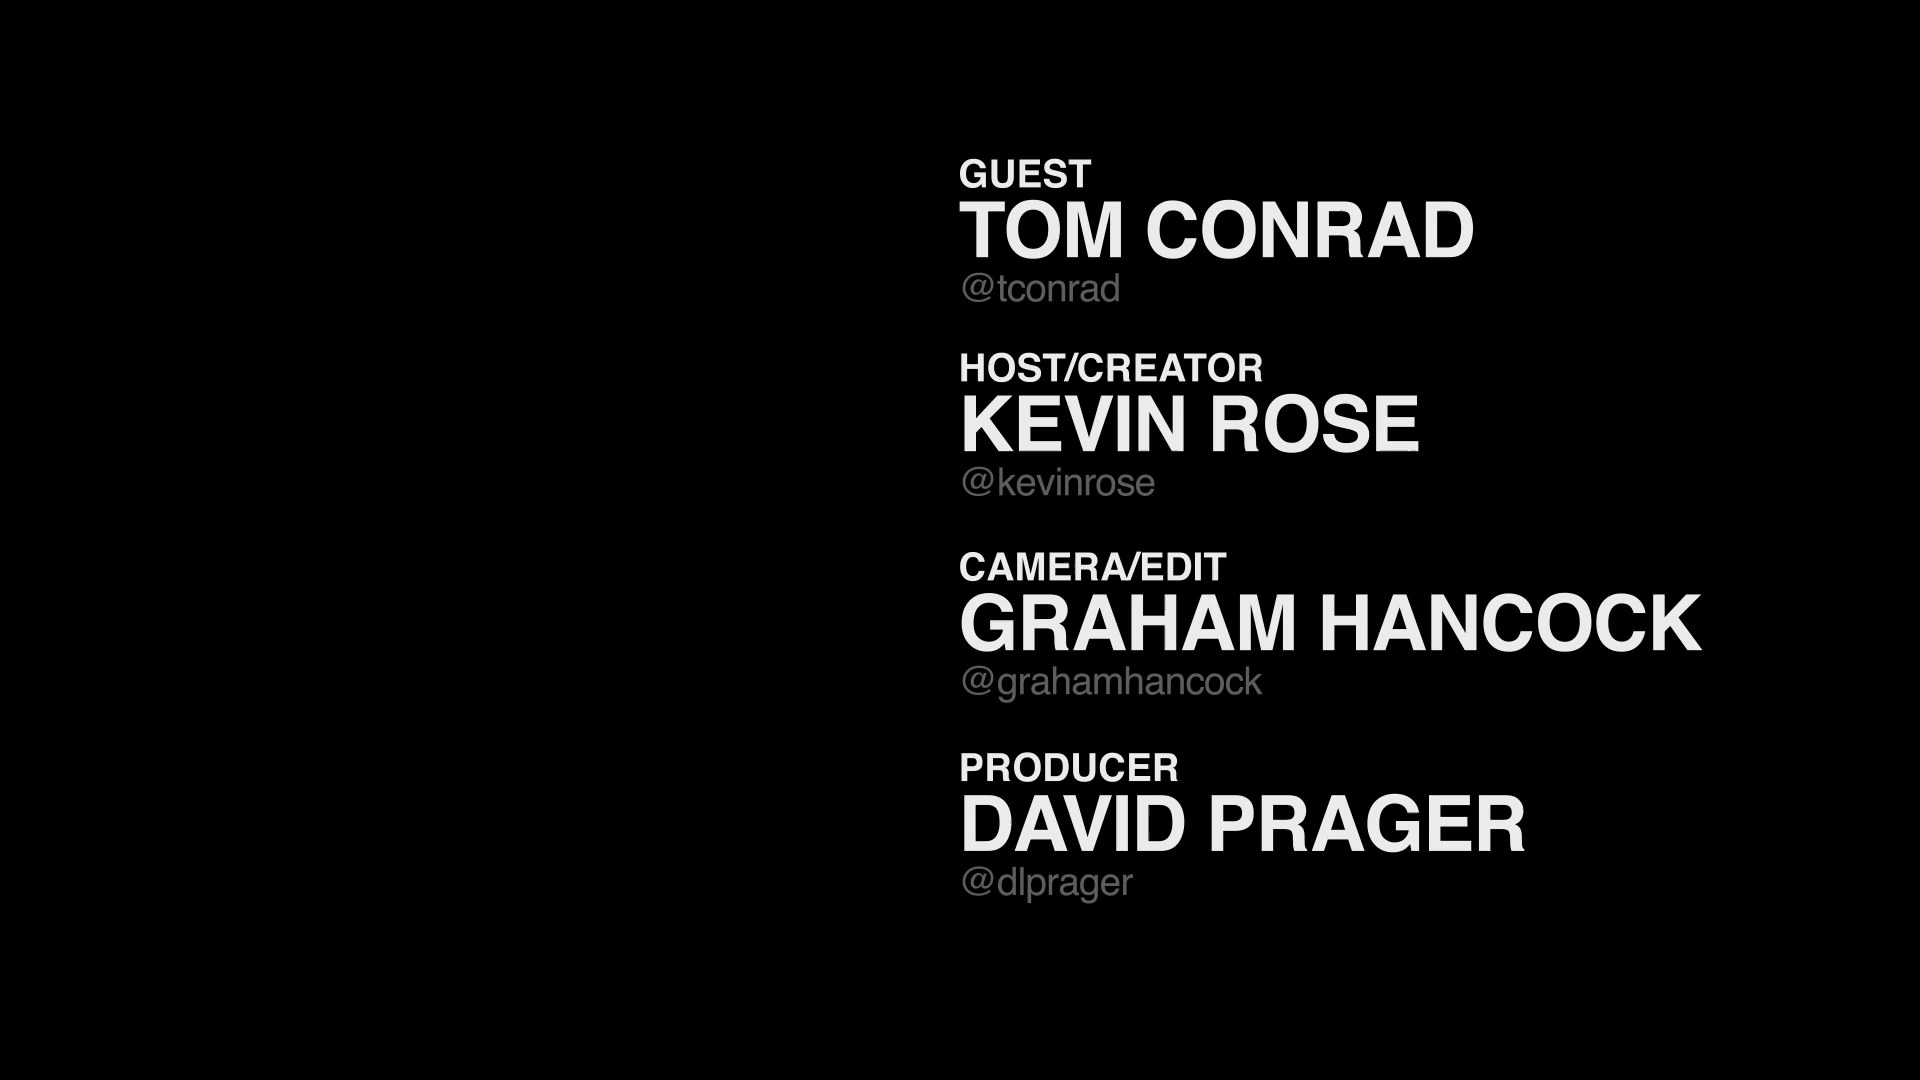 GUEST
TOM CONRAD
@tconrad
HOST/CREATOR
KEVIN ROSE
@kevinrose
CAMERA/EDIT
GRAHAM HANCOCK
@grahamhancock
PRODUCER
DAVID PRAGER
@dlprager